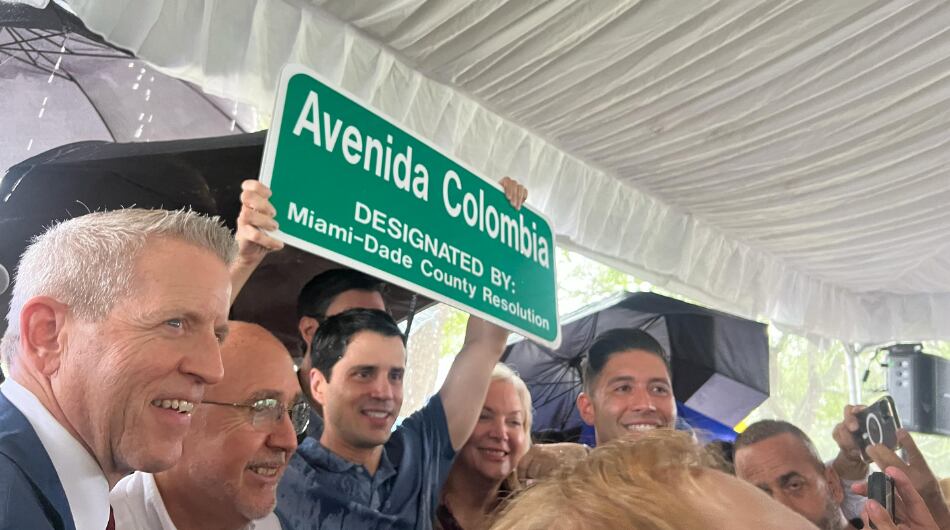 Avenida Colombia
DESIGNATED BY:
Miami-Dade County Resolution